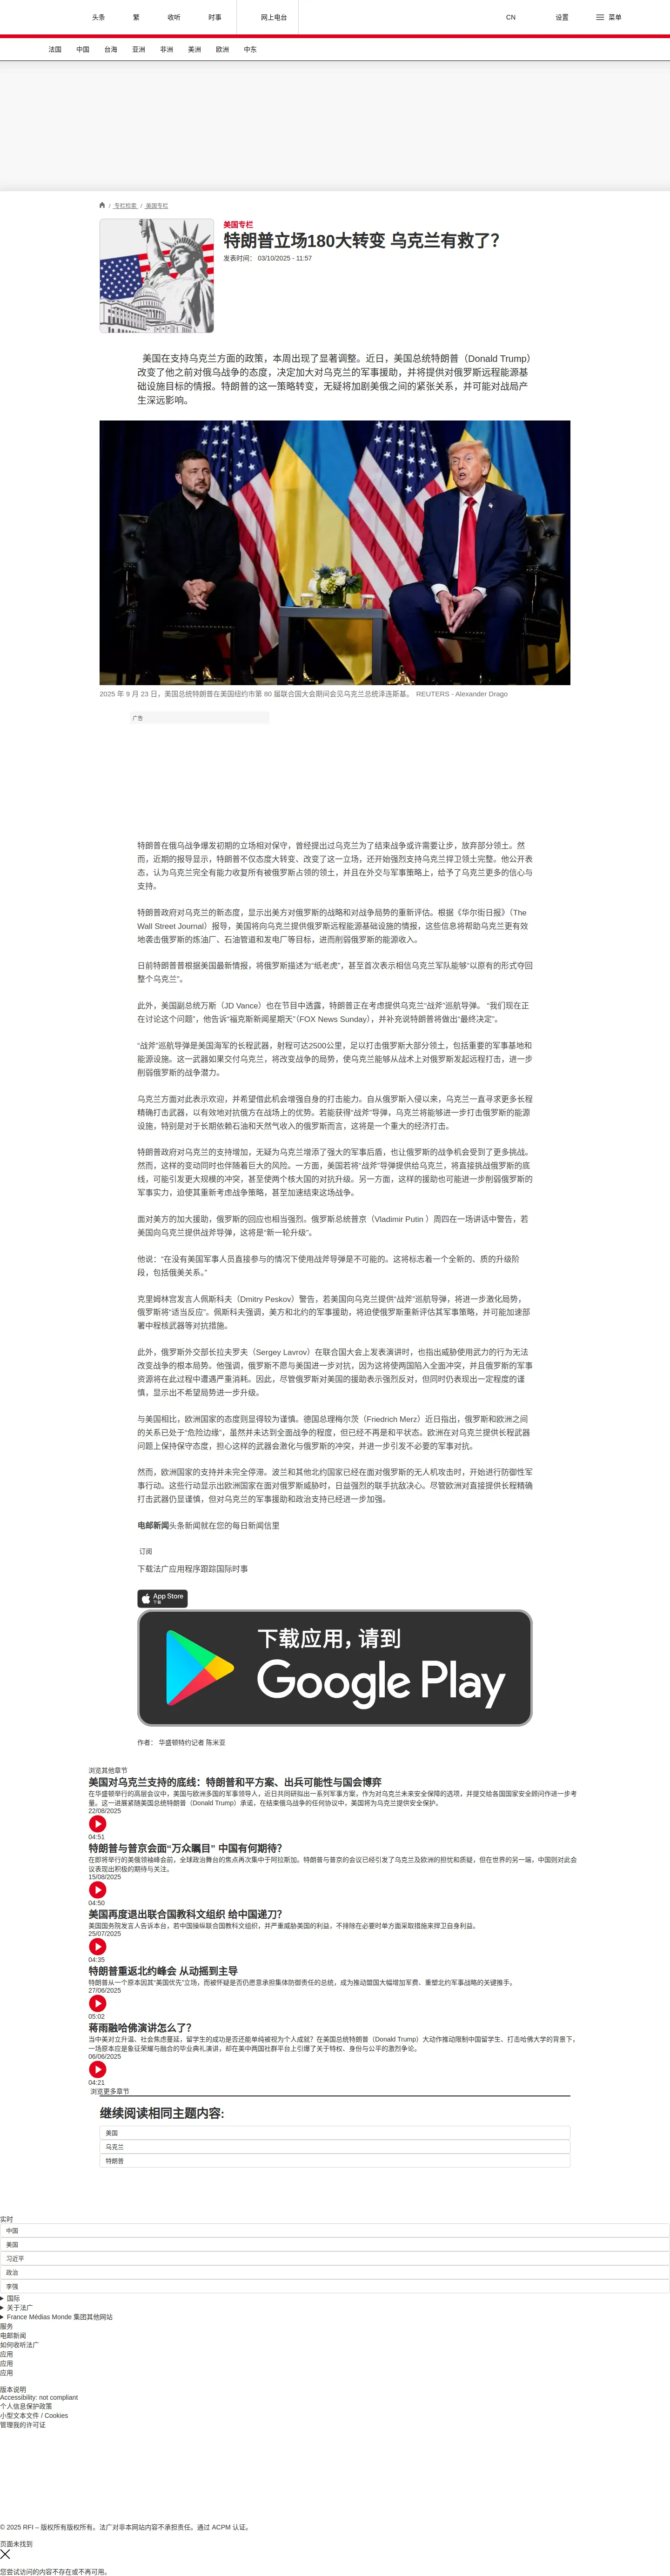 头条
繁
收听
时事
网上电台
CN
设置
菜单
法国
中国
台海
亚洲
非洲
美洲
欧洲
中东
/ 专栏检索 / 美国专栏
美国专栏
特朗普立场180大转变 乌克兰有救了?
发表时间： 03/10/2025 - 11:57
美国在支持乌克兰方面的政策，本周出现了显著调整。近日，美国总统特朗普（Donald Trump）
改变了他之前对俄乌战争的态度，决定加大对乌克兰的军事援助，并将提供对俄罗斯远程能源基
础设施目标的情报。特朗普的这一策略转变，无疑将加剧美俄之间的紧张关系，并可能对战局产
生深远影响。
2025 年 9 月 23 日，美国总统特朗普在美国纽约市第 80 届联合国大会期间会见乌克兰总统泽连斯基。 REUTERS - Alexander Drago
广告
特朗普在俄乌战争爆发初期的立场相对保守，曾经提出过乌克兰为了结束战争或许需要让步，放弃部分领土。然
而，近期的报导显示，特朗普不仅态度大转变、改变了这一立场，还开始强烈支持乌克兰捍卫领土完整。他公开表
态，认为乌克兰完全有能力收复所有被俄罗斯占领的领土，并且在外交与军事策略上，给予了乌克兰更多的信心与
支持。
特朗普政府对乌克兰的新态度，显示出美方对俄罗斯的战略和对战争局势的重新评估。根据《华尔街日报》（The
Wall Street Journal）报导，美国将向乌克兰提供俄罗斯远程能源基础设施的情报，这些信息将帮助乌克兰更有效
地袭击俄罗斯的炼油厂、石油管道和发电厂等目标，进而削弱俄罗斯的能源收入。
日前特朗普普根据美国最新情报，将俄罗斯描述为“纸老虎”，甚至首次表示相信乌克兰军队能够“以原有的形式夺回
整个乌克兰”。
此外，美国副总统万斯（JD Vance）也在节目中透露，特朗普正在考虑提供乌克兰“战斧”巡航导弹。 “我们现在正
在讨论这个问题”，他告诉“福克斯新闻星期天”（FOX News Sunday），并补充说特朗普将做出“最终决定”。
“战斧”巡航导弹是美国海军的长程武器，射程可达2500公里，足以打击俄罗斯大部分领土，包括重要的军事基地和
能源设施。这一武器如果交付乌克兰，将改变战争的局势，使乌克兰能够从战术上对俄罗斯发起远程打击，进一步
削弱俄罗斯的战争潜力。
乌克兰方面对此表示欢迎，并希望借此机会增强自身的打击能力。自从俄罗斯入侵以来，乌克兰一直寻求更多长程
精确打击武器，以有效地对抗俄方在战场上的优势。若能获得“战斧”导弹，乌克兰将能够进一步打击俄罗斯的能源
设施，特别是对于长期依赖石油和天然气收入的俄罗斯而言，这将是一个重大的经济打击。
特朗普政府对乌克兰的支持增加，无疑为乌克兰增添了强大的军事后盾，也让俄罗斯的战争机会受到了更多挑战。
然而，这样的变动同时也伴随着巨大的风险。一方面，美国若将“战斧”导弹提供给乌克兰，将直接挑战俄罗斯的底
线，可能引发更大规模的冲突，甚至使两个核大国的对抗升级。另一方面，这样的援助也可能进一步削弱俄罗斯的
军事实力，迫使其重新考虑战争策略，甚至加速结束这场战争。
面对美方的加大援助，俄罗斯的回应也相当强烈。俄罗斯总统普京（Vladimir Putin ）周四在一场讲话中警告，若
美国向乌克兰提供战斧导弹，这将是“新一轮升级”。
他说：“在没有美国军事人员直接参与的情况下使用战斧导弹是不可能的。这将标志着一个全新的、质的升级阶
段，包括俄美关系。”
克里姆林宫发言人佩斯科夫（Dmitry Peskov）警告，若美国向乌克兰提供“战斧”巡航导弹，将进一步激化局势，
俄罗斯将“适当反应”。佩斯科夫强调，美方和北约的军事援助，将迫使俄罗斯重新评估其军事策略，并可能加速部
署中程核武器等对抗措施。
此外，俄罗斯外交部长拉夫罗夫（Sergey Lavrov）在联合国大会上发表演讲时，也指出威胁使用武力的行为无法
改变战争的根本局势。他强调，俄罗斯不愿与美国进一步对抗，因为这将使两国陷入全面冲突，并且俄罗斯的军事
资源将在此过程中遭遇严重消耗。因此，尽管俄罗斯对美国的援助表示强烈反对，但同时仍表现出一定程度的谨
慎，显示出不希望局势进一步升级。
与美国相比，欧洲国家的态度则显得较为谨慎。德国总理梅尔茨（Friedrich Merz）近日指出，俄罗斯和欧洲之间
的关系已处于“危险边缘”，虽然并未达到全面战争的程度，但已经不再是和平状态。欧洲在对乌克兰提供长程武器
问题上保持保守态度，担心这样的武器会激化与俄罗斯的冲突，并进一步引发不必要的军事对抗。
然而，欧洲国家的支持并未完全停滞。波兰和其他北约国家已经在面对俄罗斯的无人机攻击时，开始进行防御性军
事行动。这些行动显示出欧洲国家在面对俄罗斯威胁时，日益强烈的联手抗敌决心。尽管欧洲对直接提供长程精确
打击武器仍显谨慎，但对乌克兰的军事援助和政治支持已经进一步加强。
电邮新闻头条新闻就在您的每日新闻信里
订阅
下载法广应用程序跟踪国际时事
App Store
下载
下载应用，请到
Google Play
作者： 华盛顿特约记者 陈米亚
浏览其他章节
美国对乌克兰支持的底线：特朗普和平方案、出兵可能性与国会博弈
在华盛顿举行的高层会议中，美国与欧洲多国的军事领导人，近日共同研拟出一系列军事方案，作为对乌克兰未来安全保障的选项，并提交给各国国家安全顾问作进一步考
量。这一进展紧随美国总统特朗普（Donald Trump）承诺，在结束俄乌战争的任何协议中，美国将为乌克兰提供安全保护。
22/08/2025
04:51
特朗普与普京会面“万众瞩目” 中国有何期待?
在即将举行的美俄领袖峰会前，全球政治舞台的焦点再次集中于阿拉斯加。特朗普与普京的会议已经引发了乌克兰及欧洲的担忧和质疑，但在世界的另一端，中国则对此会
议表现出积极的期待与关注。
15/08/2025
04:50
美国再度退出联合国教科文组织 给中国递刀?
美国国务院发言人告诉本台，若中国操纵联合国教科文组织，并严重威胁美国的利益，不排除在必要时单方面采取措施来捍卫自身利益。
25/07/2025
04:35
特朗普重返北约峰会 从动摇到主导
特朗普从一个原本因其“美国优先”立场，而被怀疑是否仍愿意承担集体防御责任的总统，成为推动盟国大幅增加军费、重塑北约军事战略的关键推手。
27/06/2025
05:02
蒋雨融哈佛演讲怎么了?
当中美对立升温、社会焦虑蔓延，留学生的成功是否还能单纯被视为个人成就？在美国总统特朗普（Donald Trump）大动作推动限制中国留学生、打击哈佛大学的背景下，
一场原本应是象征荣耀与融合的毕业典礼演讲，却在美中两国社群平台上引爆了关于特权、身份与公平的激烈争论。
06/06/2025
04:21
浏览更多章节
继续阅读相同主题内容:
美国
乌克兰
特朗普
实时
中国
美国
习近平
政治
李强
国际
关于法广
France Médias Monde 集团其他网站
服务
电邮新闻
如何收听法广
应用
应用
应用
版本说明
Accessibility: not compliant
个人信息保护政策
小型文本文件 / Cookies
管理我的许可证
© 2025 RFI – 版权所有版权所有。法广对非本网站内容不承担责任。通过 ACPM 认证。
页面未找到
您尝试访问的内容不存在或不再可用。